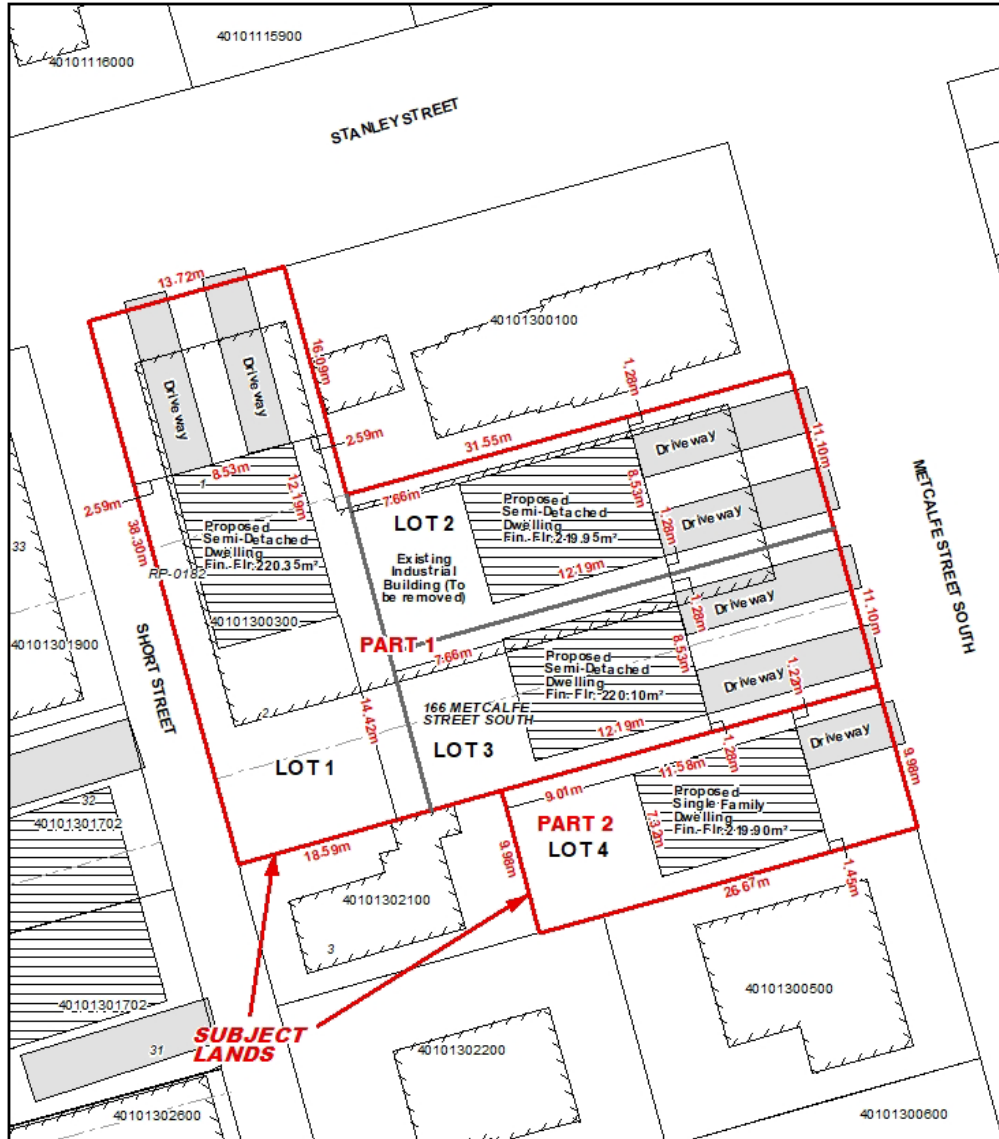 40101115900
40101116000
STANLEY STREET
13.72m
40101300100
16.09m
1.28m
Driveway
Driveway
2.59m
31.55m
Driveway
11.10m
8.53m
2.59m
1
12.19m
7.66m
LOT 2
Proposed
Semi-Detached
Dwelling
Fin. Flr. 219.95m²
8.53m
1.28m
Driveway
METCALFE STREET SOUTH
38.30m
Proposed
Semi-Detached
Dwelling
Fin. Flr. 220.35m²
Existing
Industrial
Building (To
be removed)
12.19m
33
RP-0182
40101300300
1.28m
Driveway
11.10m
40101301900
SHORT STREET
PART 1
7.66m
8.53m
Proposed
Semi-Detached
Dwelling
Fin. Flr. 220.10m²
Driveway
1.22m
2
14.42m
166 METCALFE
STREET SOUTH
12.19m
1.28m
Driveway
LOT 1
LOT 3
11.58m
9.98m
32
40101301702
9.01m
Proposed
Single Family
Dwelling
Fin. Flr. 219.90m²
PART 2
LOT 4
7.32m
18.59m
9.98m
26.67m
1.45m
40101302100
3
40101301702
40101300500
SUBJECT
LANDS
31
40101302200
40101302600
40101300600